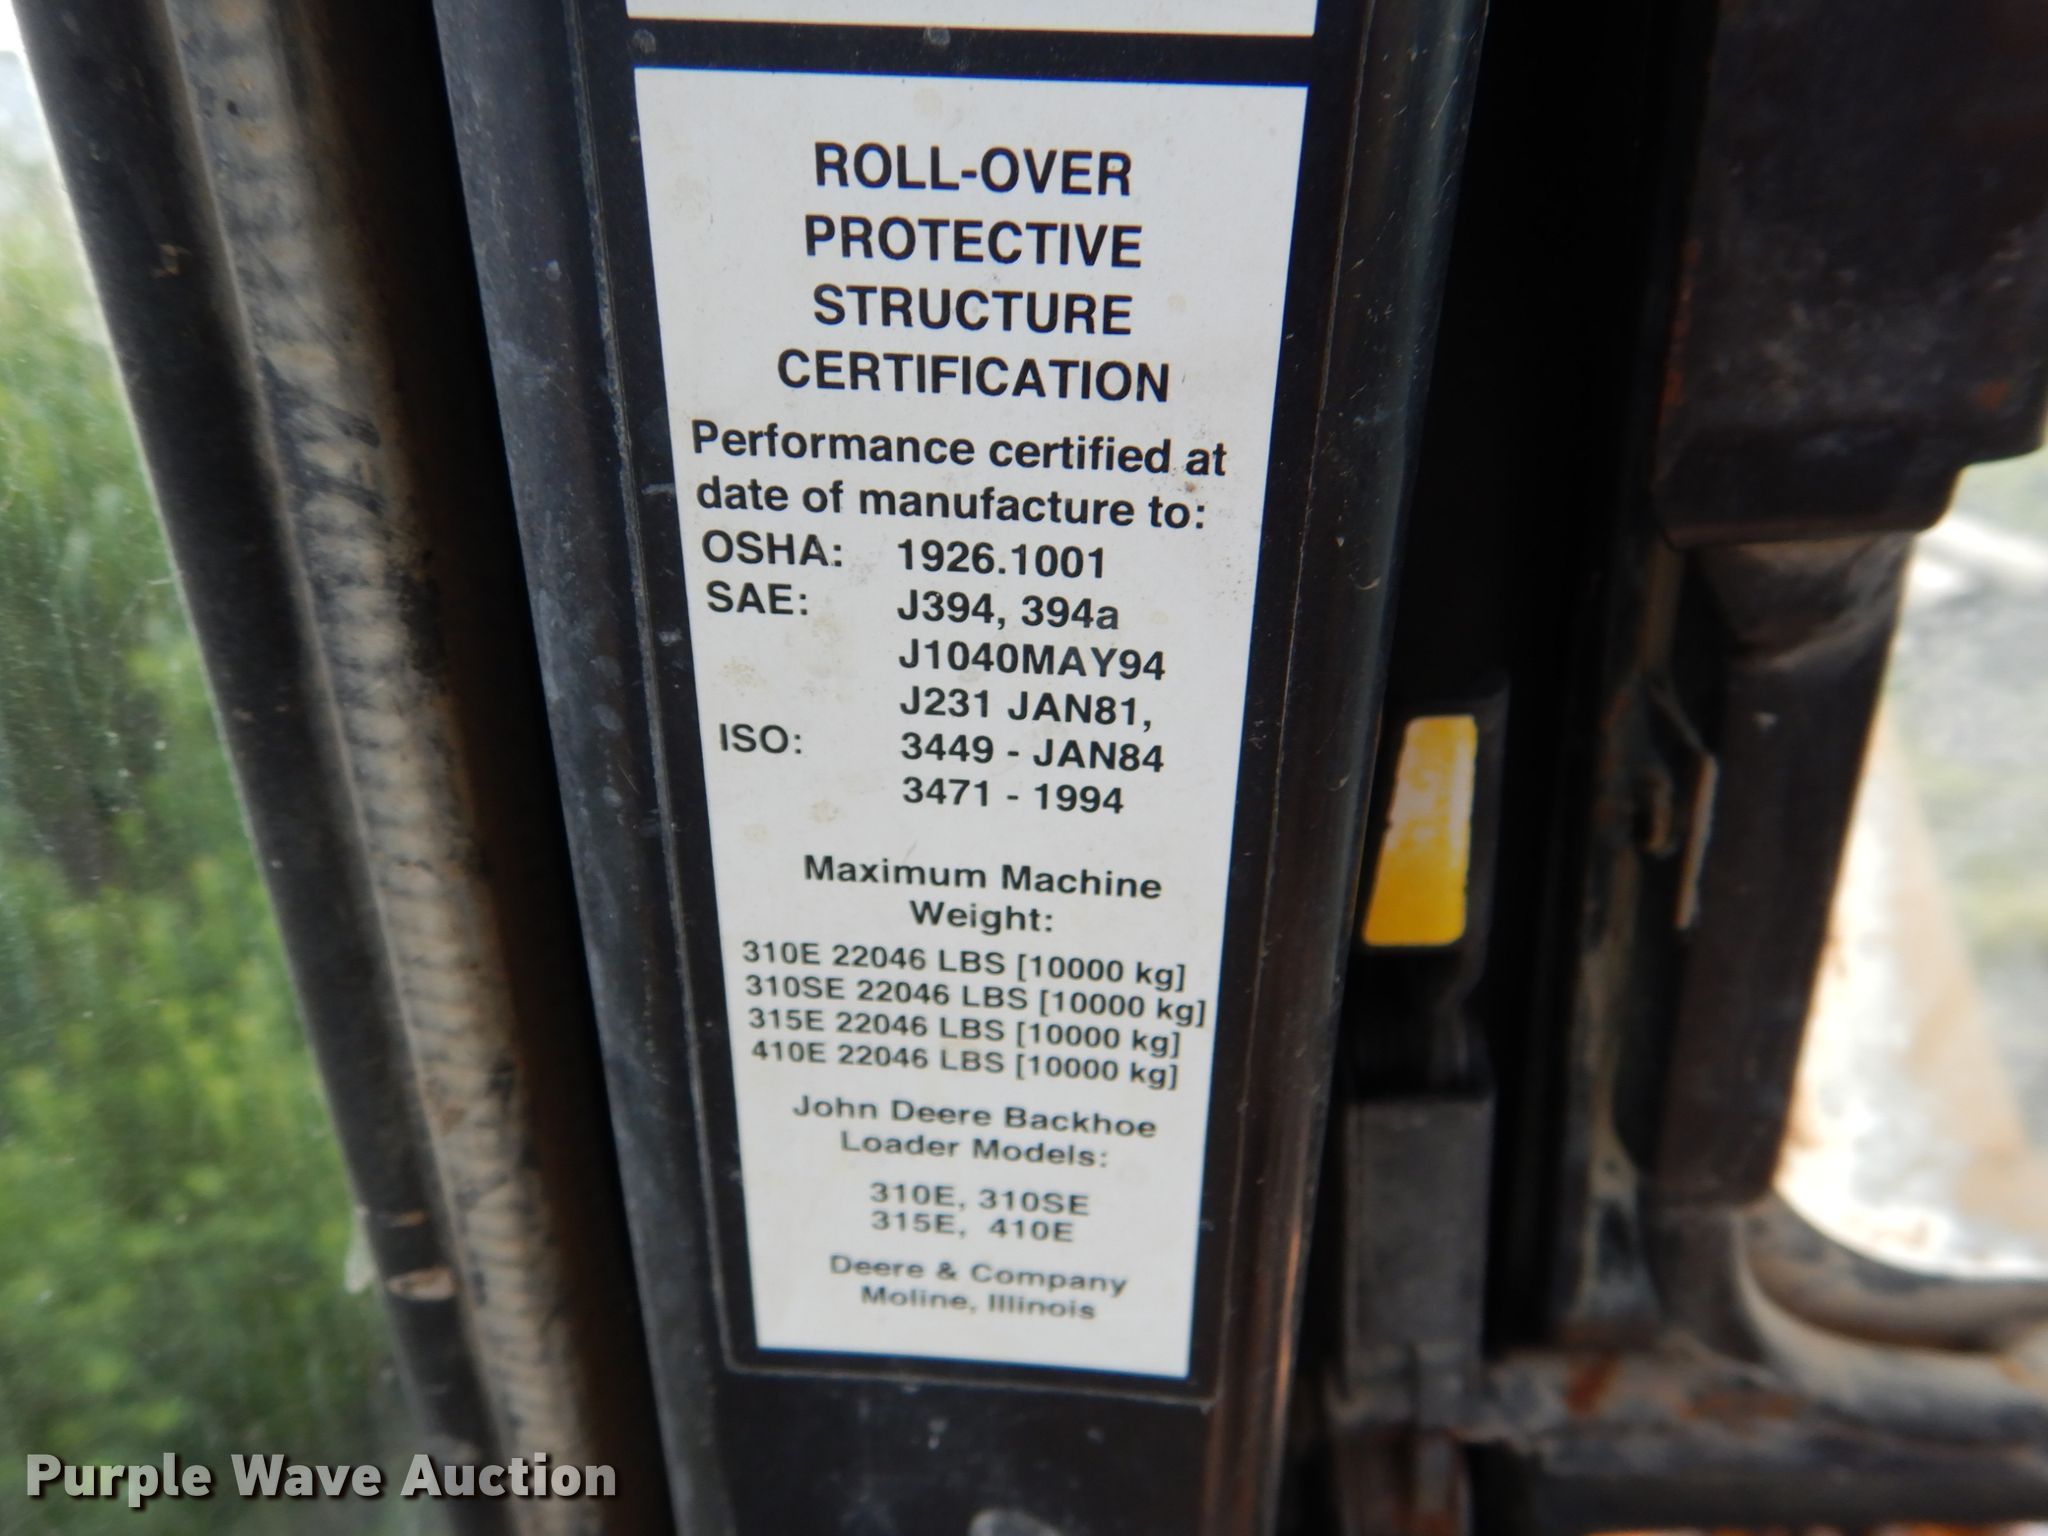 ROLL-OVER
PROTECTIVE
STRUCTURE
CERTIFICATION
Performance certified at
date of manufacture to:
OSHA: 1926.1001
SAE: J394, 394a
J1040MAY94
J231 JAN81,
ISO: 3449 - JAN84
3471 - 1994
Maximum Machine
Weight:
310E 22046 LBS [10000 kg]
310SE 22046 LBS [10000 kg]
315E 22046 LBS [10000 kg]
410E 22046 LBS [10000 kg]
John Deere Backhoe
Loader Models:
310E, 310SE
315E, 410E
Deere & Company
Moline, Illinois
Purple Wave Auction